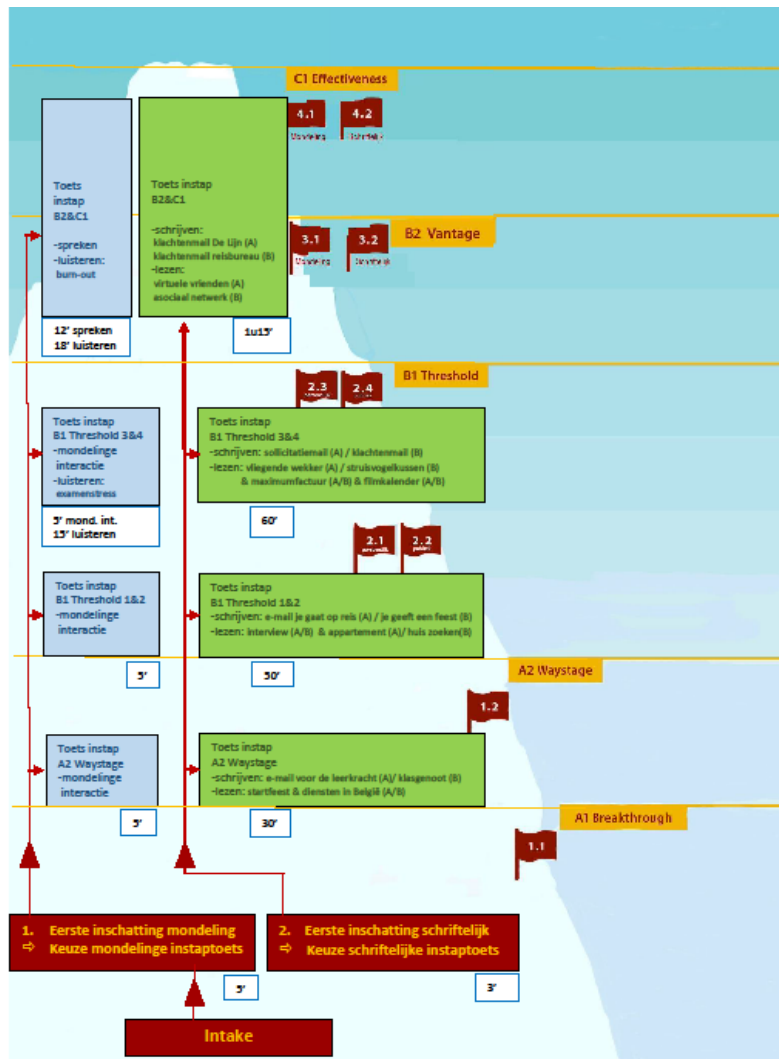 C1 Effectiveness
4.1
Mondeling
4.2
Schriftelijk
Toets
instap
B2&C1
-spreken
-luisteren:
burn-out
12’ spreken
18’ luisteren
Toets instap
B2&C1
-schrijven:
klachtenmail De Lijn (A)
klachtenmail reisbureau (B)
-lezen:
virtuele vrienden (A)
asociaal netwerk (B)
1u15’
B2 Vantage
3.1
Mondeling
3.2
Schriftelijk
B1 Threshold
2.3
2.4
Toets instap
B1 Threshold 3&4
-mondelinge
interactie
-luisteren:
examenstress
5’ mond. int.
15’ luisteren
Toets instap
B1 Threshold 3&4
-schrijven: sollicitatiemail (A) / klachtenmail (B)
-lezen: vliegende wekker (A) / struisvogelkussen (B)
& maximumfactuur (A/B) & filmkalender (A/B)
60’
2.1
2.2
Toets instap
B1 Threshold 1&2
-mondelinge
interactie
5’
Toets instap
B1 Threshold 1&2
-schrijven: e-mail je gaat op reis (A) / je geeft een feest (B)
-lezen: interview (A/B) & appartement (A)/ huis zoeken(B)
50’
A2 Waystage
1.2
Toets instap
A2 Waystage
-mondelinge
interactie
5’
Toets instap
A2 Waystage
-schrijven: e-mail voor de leerkracht (A)/ klasgenoot (B)
-lezen: startfeest & diensten in België (A/B)
30’
A1 Breakthrough
1.1
1. Eerste inschatting mondeling
⇨ Keuze mondelinge instaptoets
5’
2. Eerste inschatting schriftelijk
⇨ Keuze schriftelijke instaptoets
3’
Intake